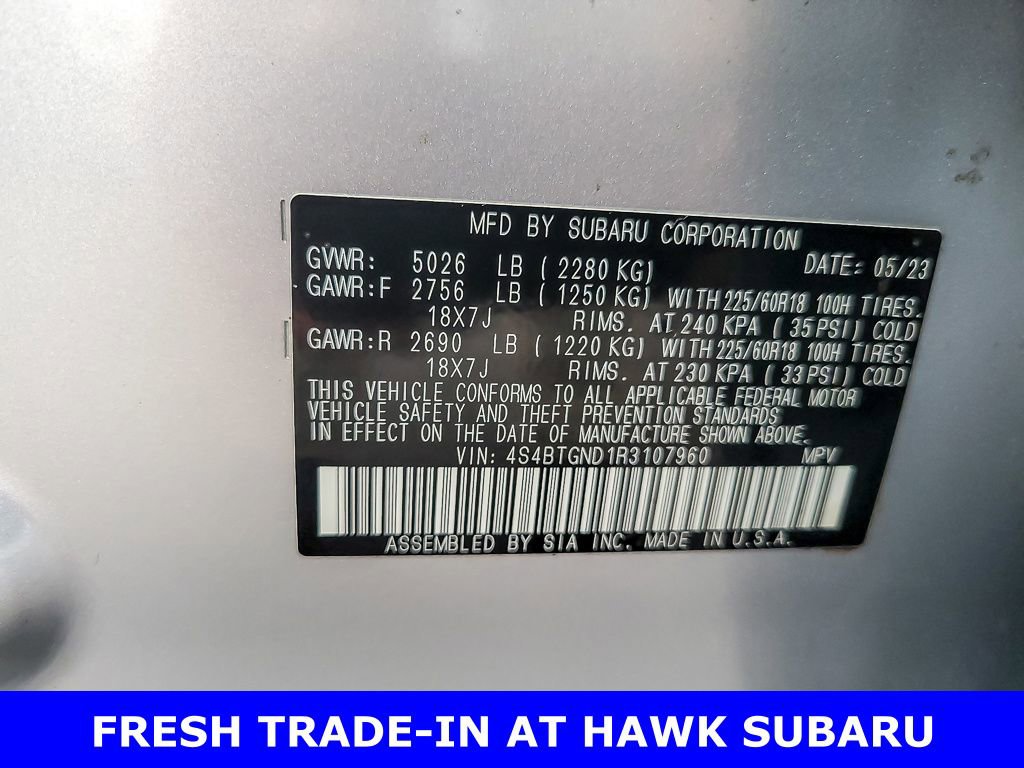 MFD BY SUBARU CORPORATION
GVWR: 5026 LB ( 2280 KG) DATE: 05/23
GAWR:F 2756 LB ( 1250 KG) WITH 225/60R18 100H TIRES.
18X7J RIMS. AT 240 KPA ( 35 PSI) COLD
GAWR:R 2690 LB ( 1220 KG) WITH 225/60R18 100H TIRES.
18X7J RIMS. AT 230 KPA ( 33 PSI) COLD
THIS VEHICLE CONFORMS TO ALL APPLICABLE FEDERAL MOTOR
VEHICLE SAFETY AND THEFT PREVENTION STANDARDS
IN EFFECT ON THE DATE OF MANUFACTURE SHOWN ABOVE.
VIN: 4S4BTGND1R3107960 MPV
ASSEMBLED BY SIA INC. MADE IN U.S.A.
FRESH TRADE-IN AT HAWK SUBARU